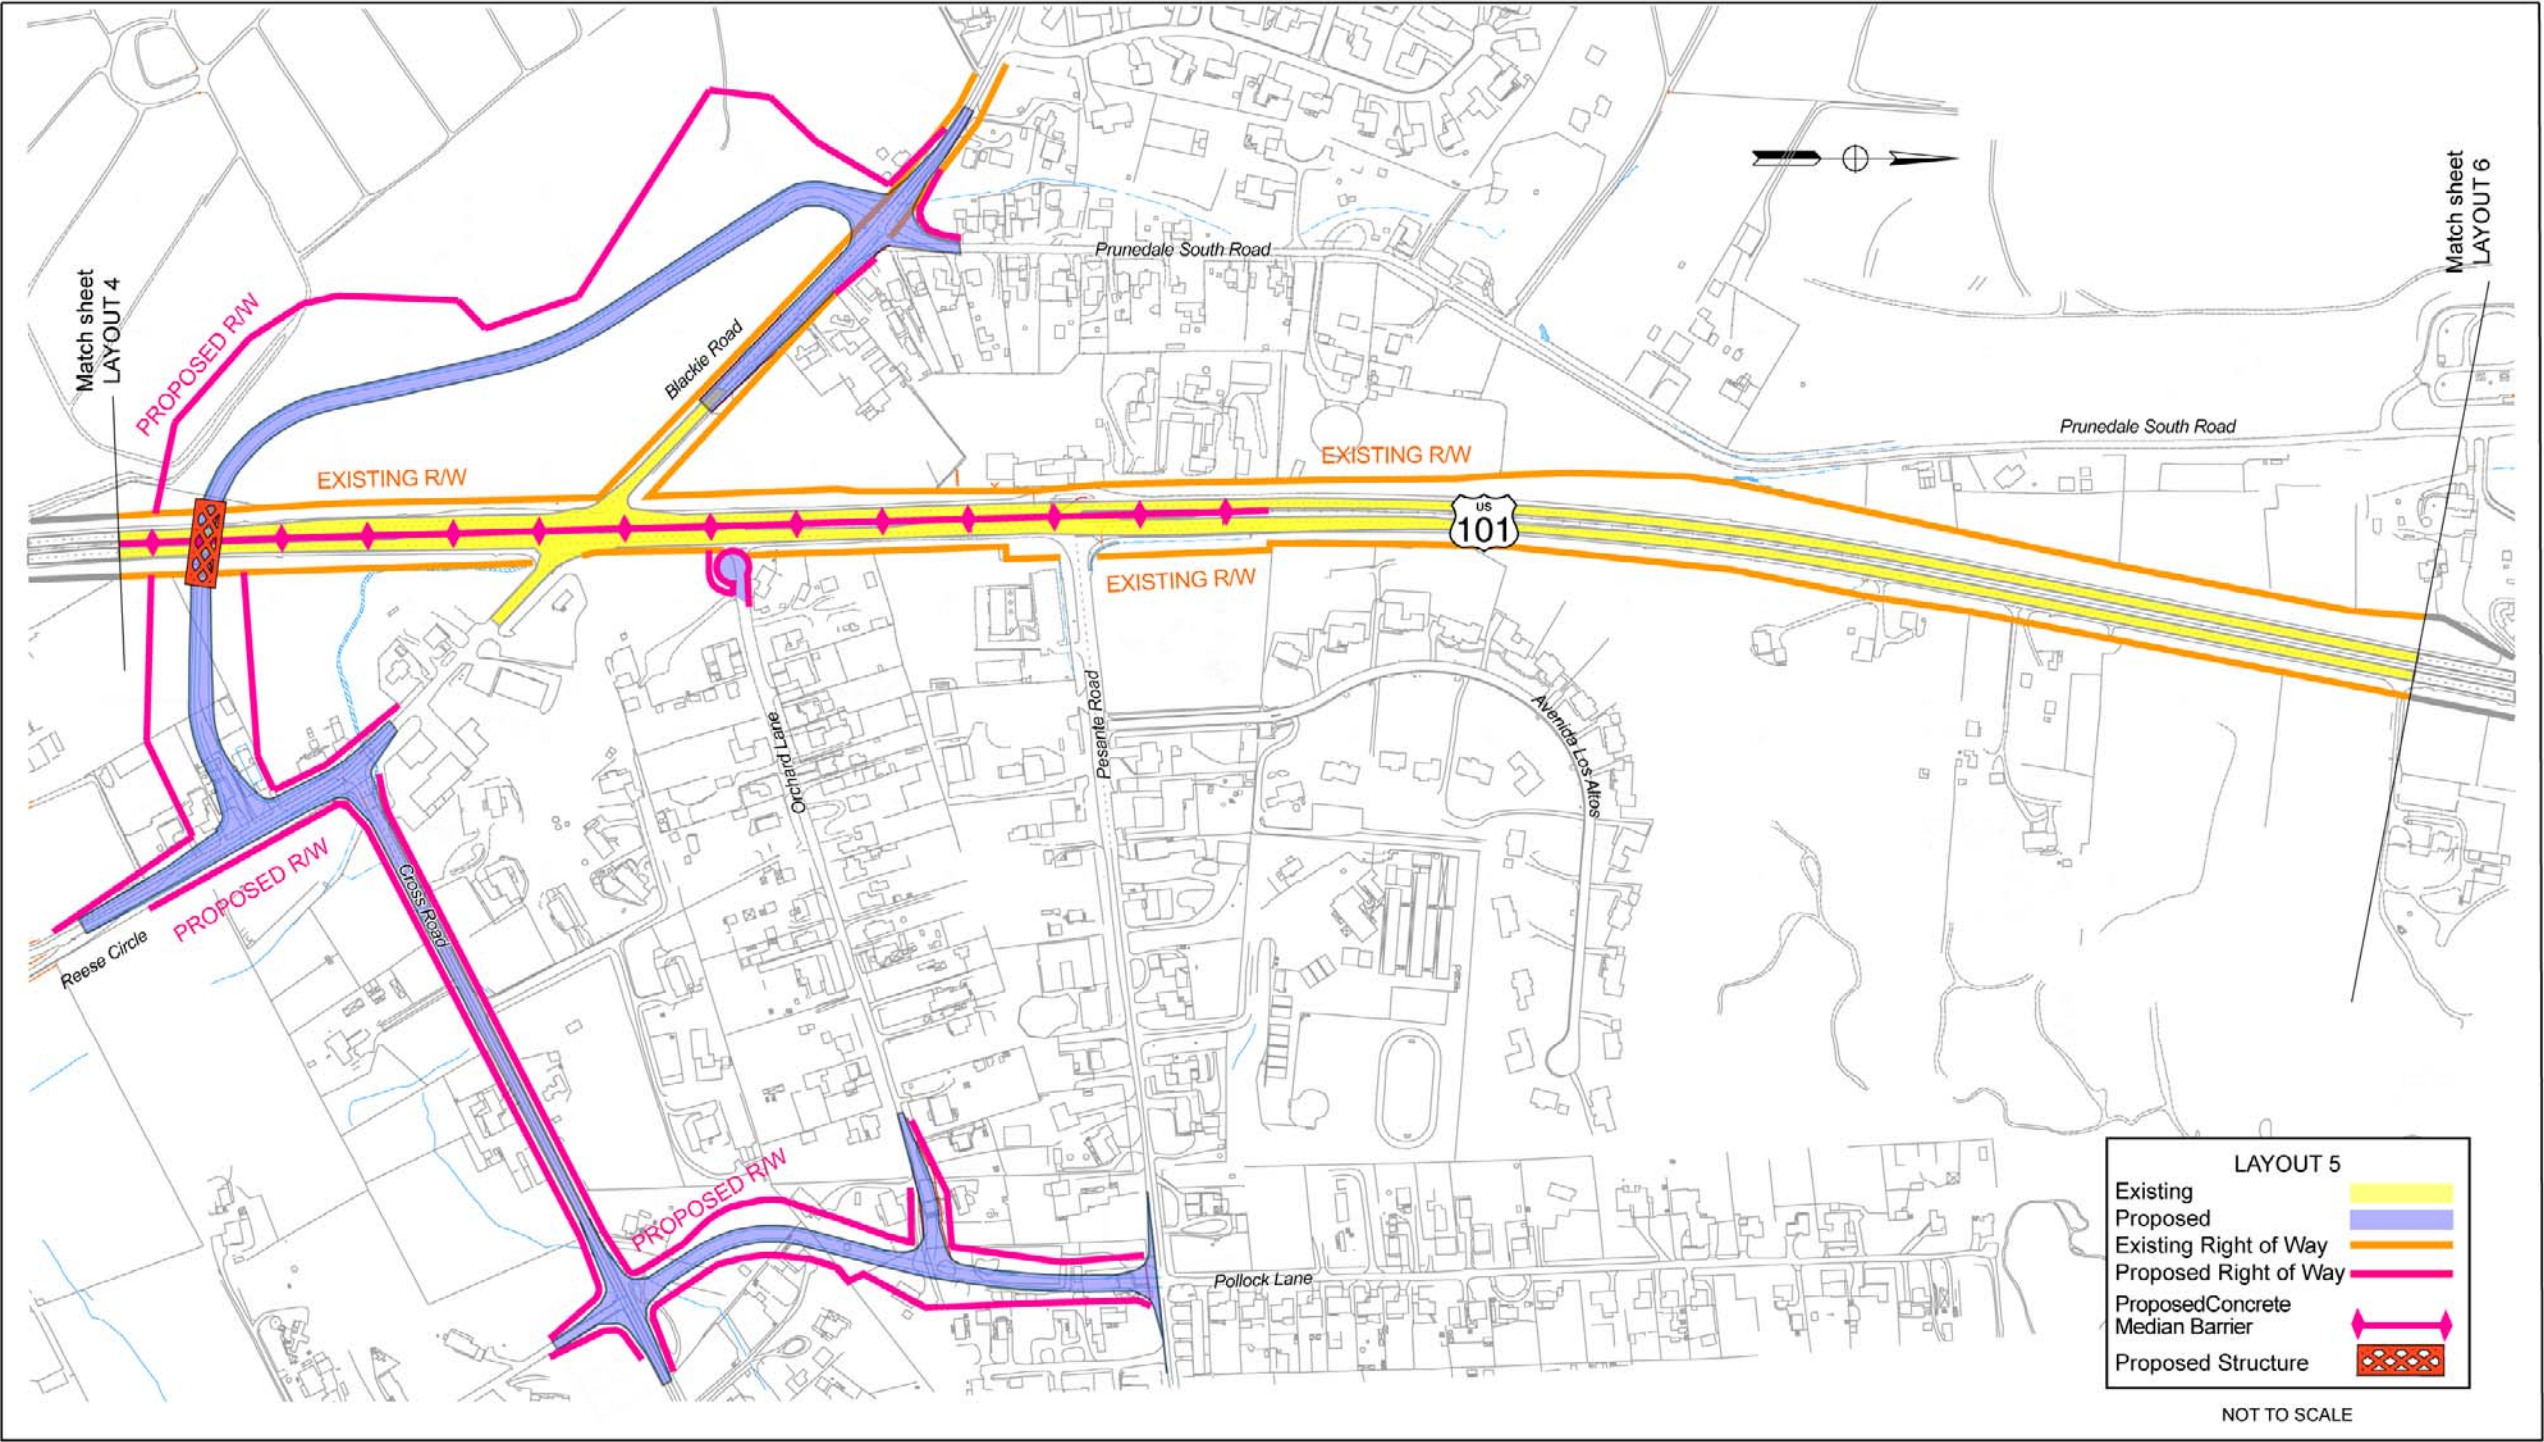 Match sheet
LAYOUT 4
PROPOSED R/W
EXISTING R/W
Blackie Road
Prunedale South Road
EXISTING R/W
US
101
EXISTING R/W
Prunedale South Road
Match sheet
LAYOUT 6
Orchard Lane
Pesante Road
Avenida Los Altos
PROPOSED R/W
Reese Circle
Cross Road
PROPOSED R/W
Pollock Lane
LAYOUT 5
Existing
Proposed
Existing Right of Way
Proposed Right of Way
ProposedConcrete
Median Barrier
Proposed Structure
NOT TO SCALE